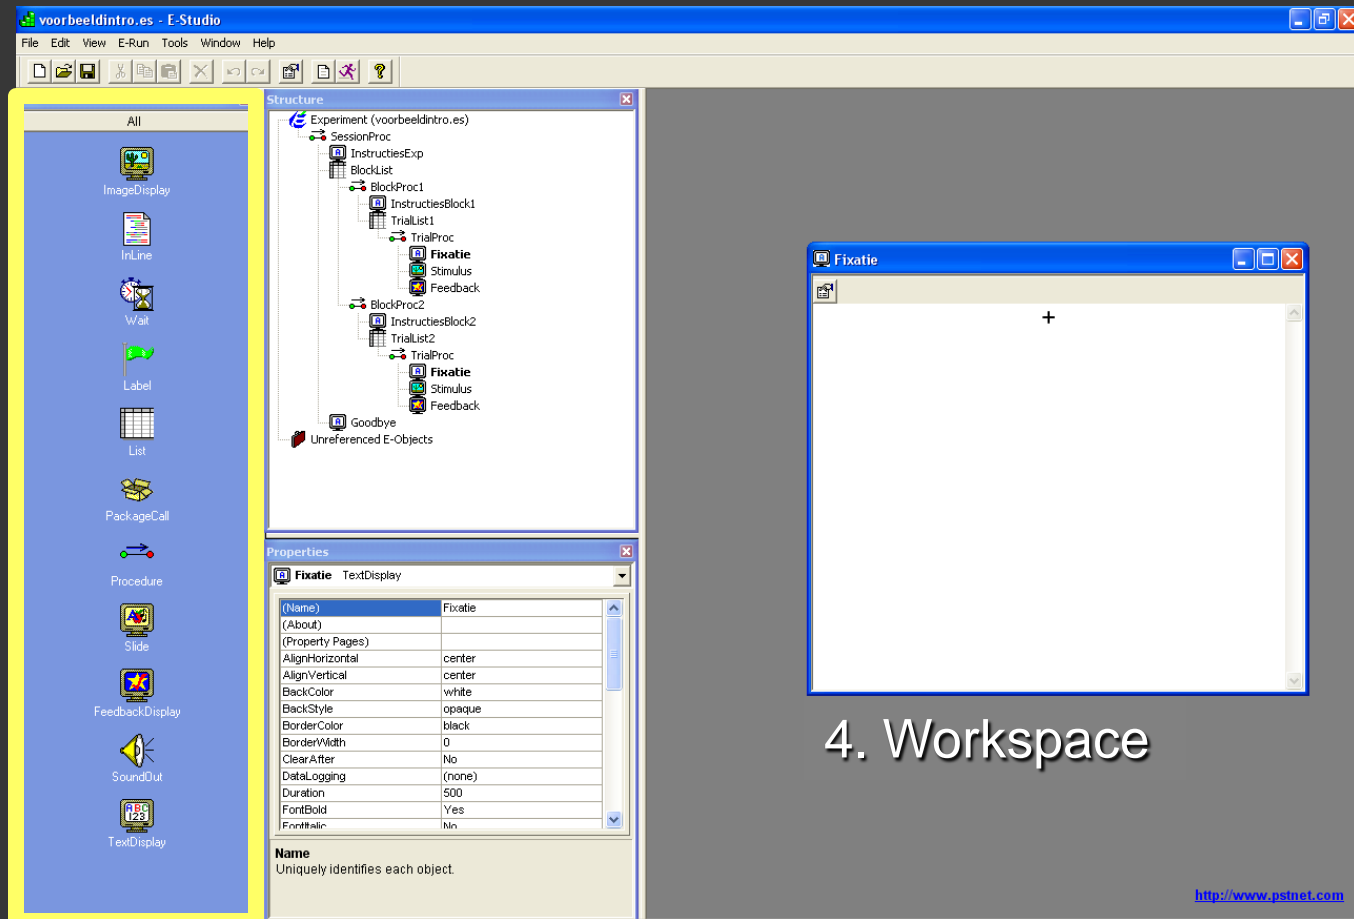 voorbeeldintro.es - E-Studio
File Edit View E-Run Tools Window Help
All
ImageDisplay
InLine
Wait
Label
List
PackageCall
Procedure
Slide
FeedbackDisplay
SoundOut
TextDisplay
Structure
Experiment (voorbeeldintro.es)
SessionProc
InstructiesExp
BlockList
BlockProc1
InstructiesBlock1
TrialList1
TrialProc
Fixatie
Stimulus
Feedback
BlockProc2
InstructiesBlock2
TrialList2
TrialProc
Fixatie
Stimulus
Feedback
Goodbye
Unreferenced E-Objects
Properties
Fixatie TextDisplay
(Name) Fixatie
(About)
(Property Pages)
AlignHorizontal center
AlignVertical center
BackColor white
BackStyle opaque
BorderColor black
BorderWidth 0
ClearAfter No
DataLogging (none)
Duration 500
FontBold Yes
FontItalic No
Name
Uniquely identifies each object.
Fixatie
+
4. Workspace
http://www.pstnet.com